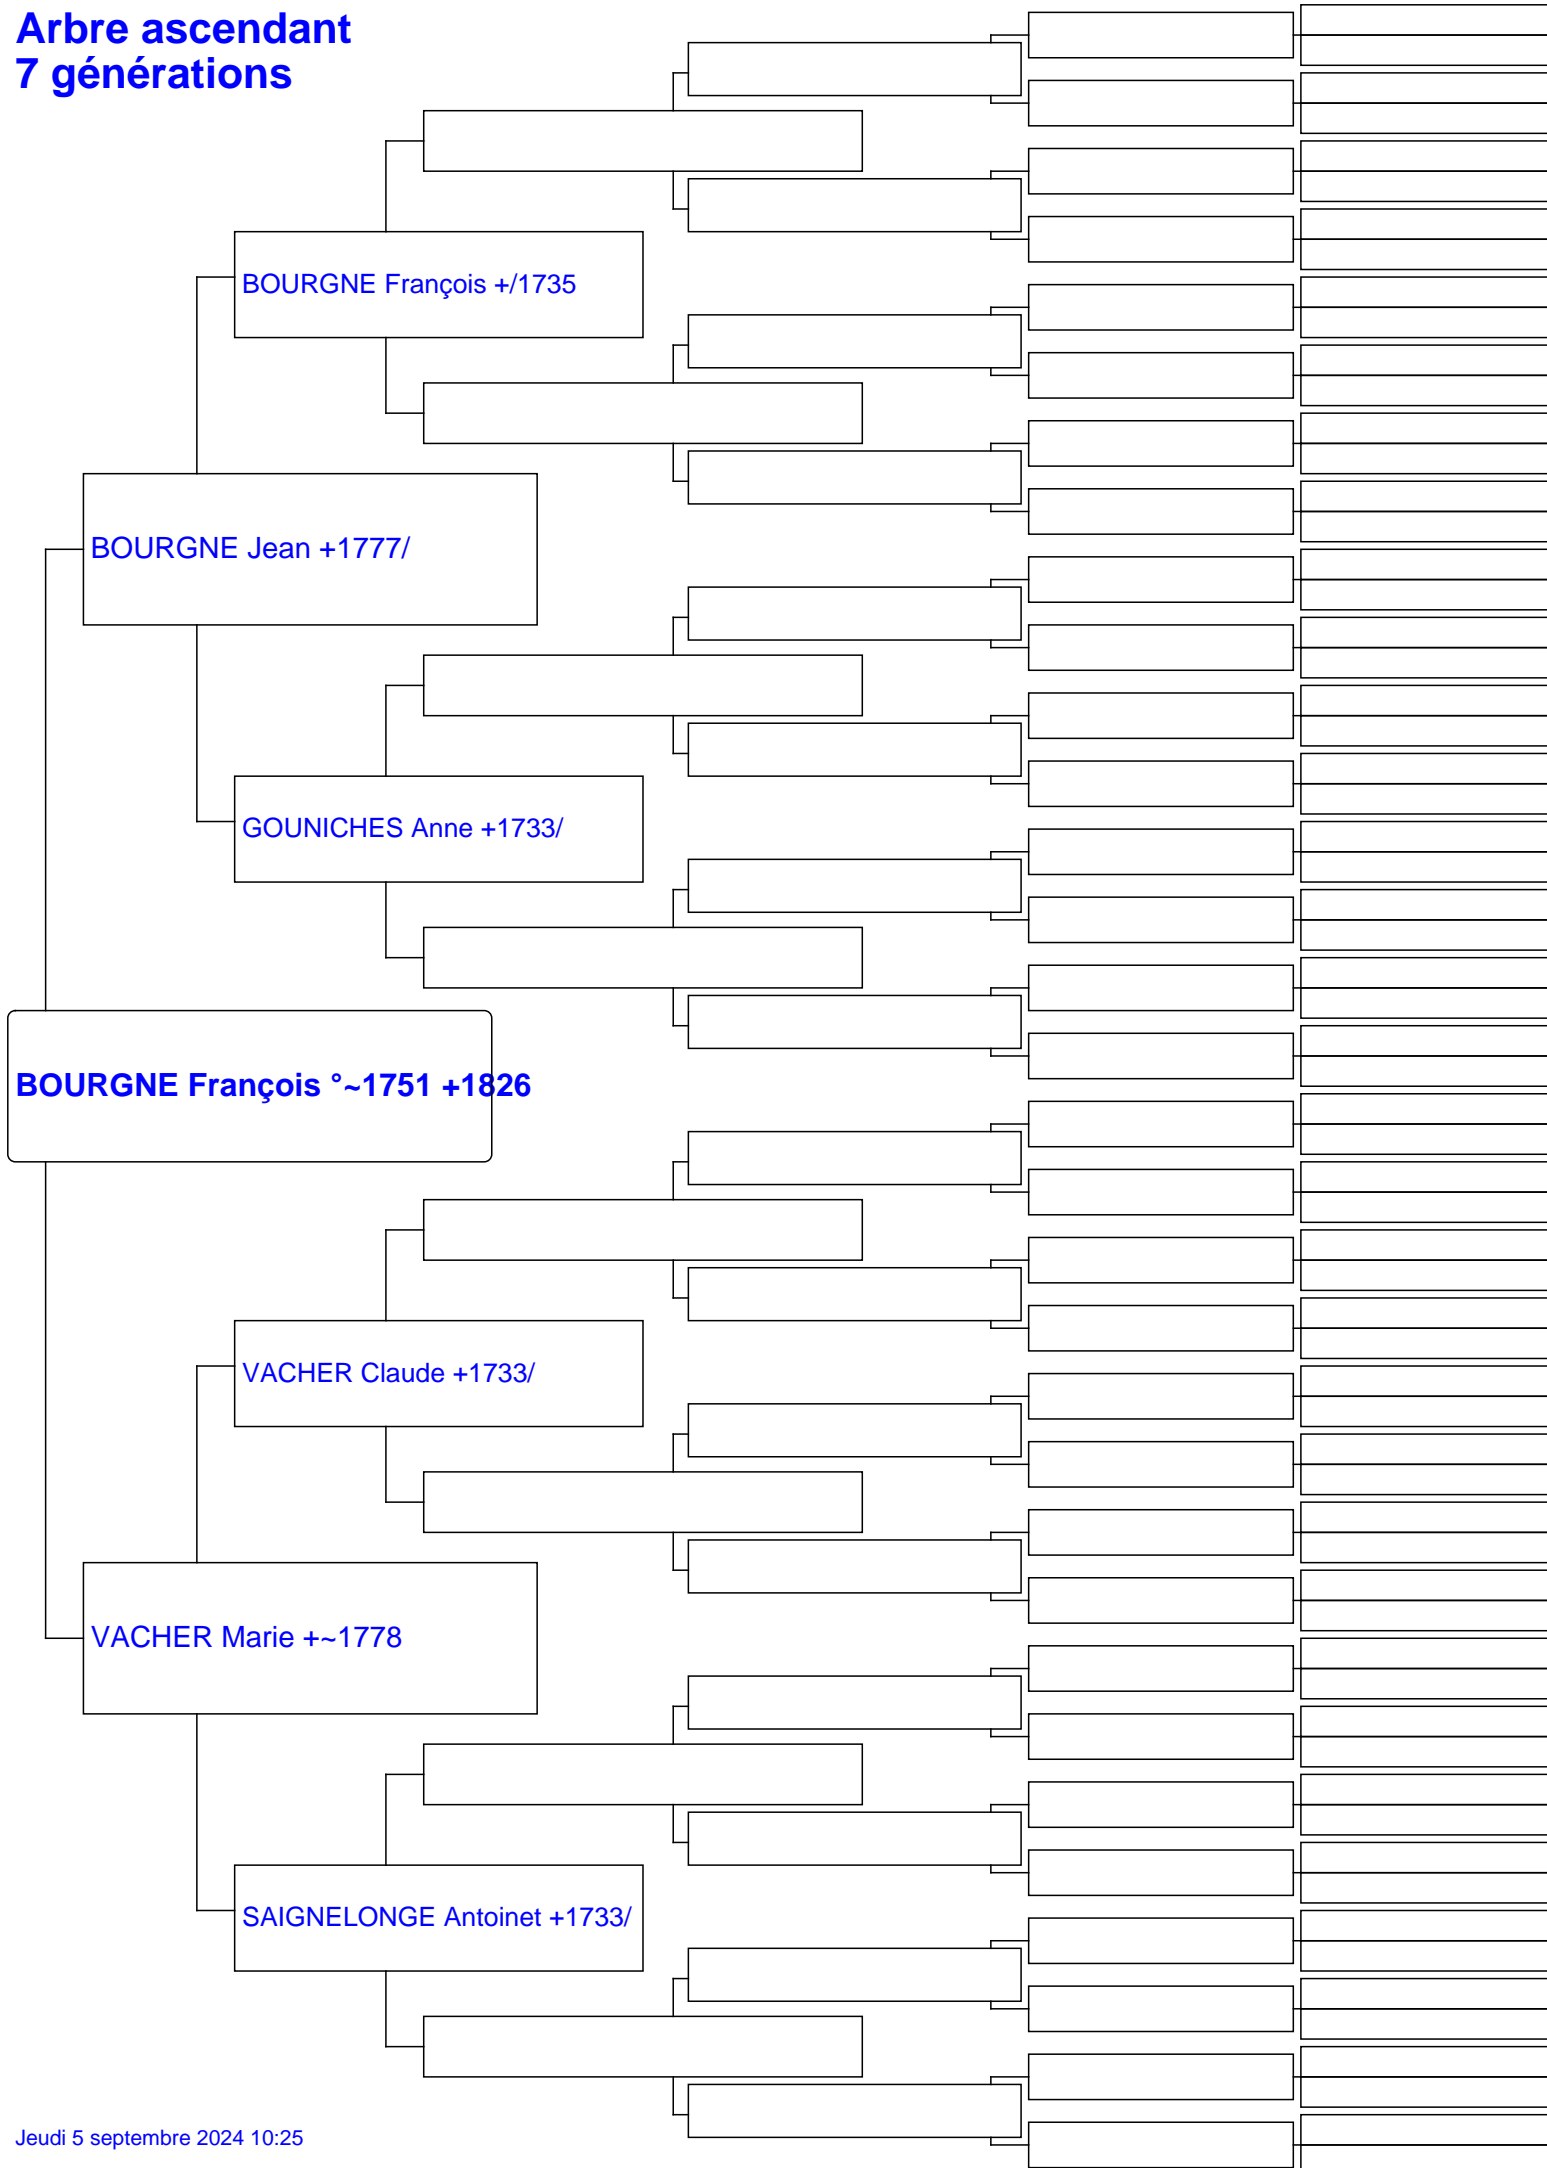 Arbre ascendant
7 générations
BOURGNE François +/1735
BOURGNE Jean +1777/
GOUNICHES Anne +1733/
BOURGNE François °~1751 +1826
VACHER Claude +1733/
VACHER Marie +~1778
SAIGNELONGE Antoinet +1733/
Jeudi 5 septembre 2024 10:25